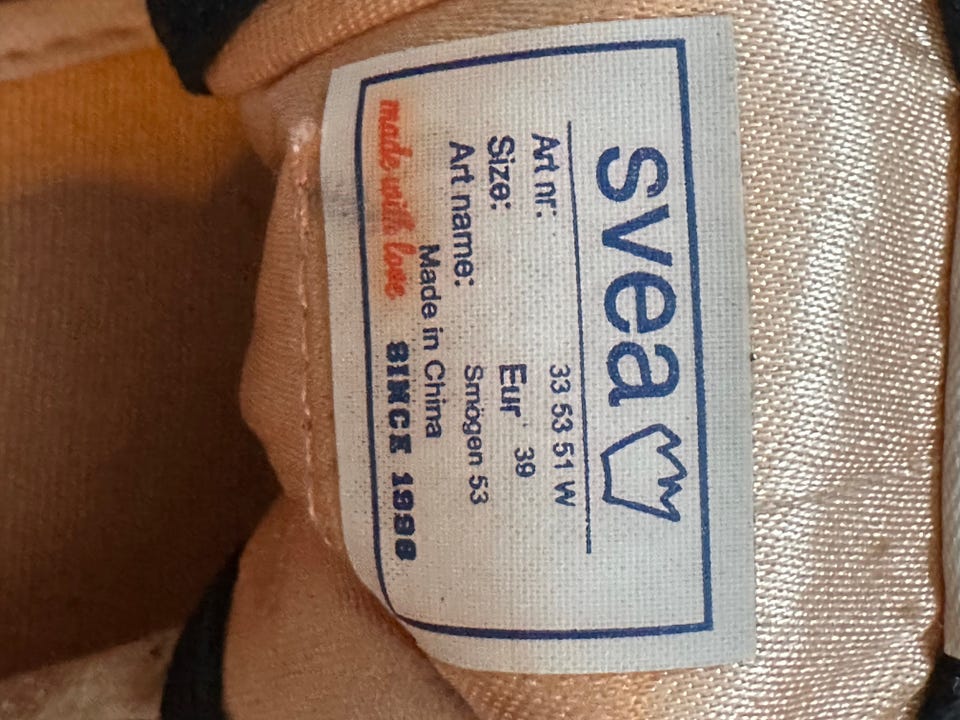 svea
Art nr: 33 53 51 W
Size: Eur 39
Art name: Smögen 53
Made in China
made with love SINCE